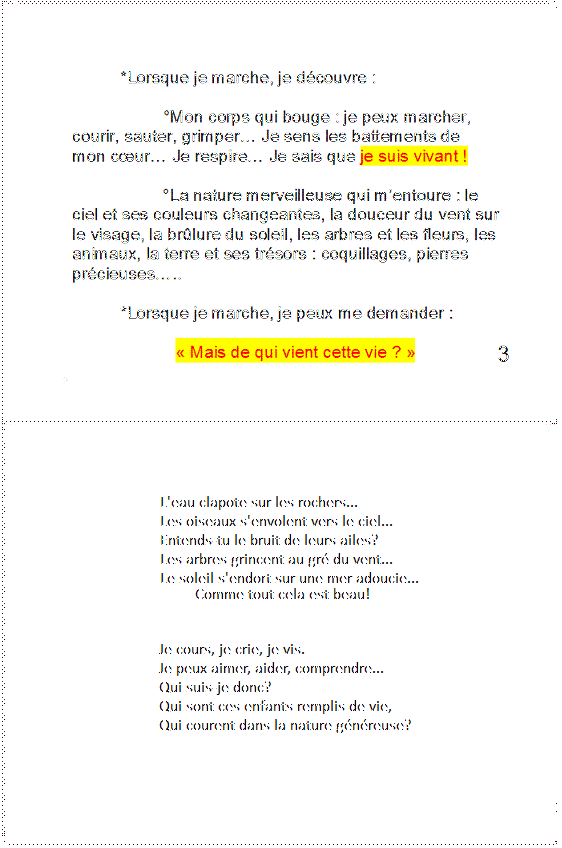 *Lorsque je marche, je découvre :
°Mon corps qui bouge : je peux marcher,
courir, sauter, grimper… Je sens les battements de
mon cœur… Je respire… Je sais que je suis vivant !
°La nature merveilleuse qui m'entoure : le
ciel et ses couleurs changeantes, la douceur du vent sur
le visage, la brûlure du soleil, les arbres et les fleurs, les
animaux, la terre et ses trésors : coquillages, pierres
précieuses…..
*Lorsque je marche, je peux me demander :
« Mais de qui vient cette vie ? »
3
L'eau clapote sur les rochers...
Les oiseaux s'envolent vers le ciel...
Entends-tu le bruit de leurs ailes?
Les arbres grincent au gré du vent...
Le soleil s'endort sur une mer adoucie...
Comme tout cela est beau!
Je cours, je crie, je vis.
Je peux aimer, aider, comprendre...
Qui suis-je donc?
Qui sont ces enfants remplis de vie,
Qui courent dans la nature généreuse?